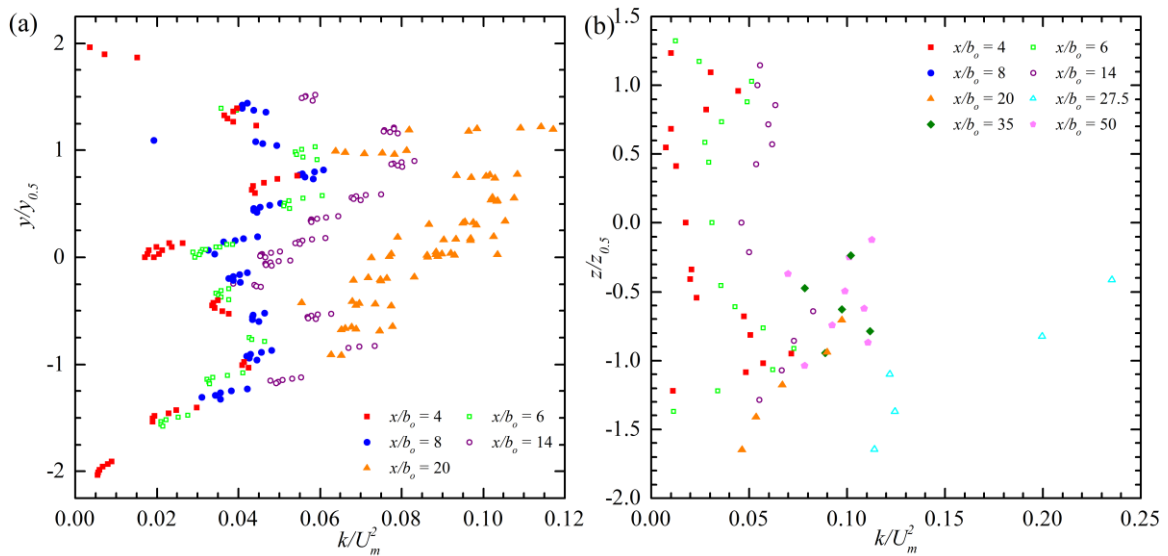 (a)
2
1
0
-1
-2
y/y0.5
x/bo = 4 x/bo = 6
x/bo = 8 x/bo = 14
x/bo = 20
0.00 0.02 0.04 0.06 0.08 0.10 0.12
k/U²m
(b)
1.5
1.0
0.5
0.0
-0.5
-1.0
-1.5
-2.0
z/z0.5
x/bo = 4 x/bo = 6
x/bo = 8 x/bo = 14
x/bo = 20 x/bo = 27.5
x/bo = 35 x/bo = 50
0.00 0.05 0.10 0.15 0.20 0.25
k/U²m